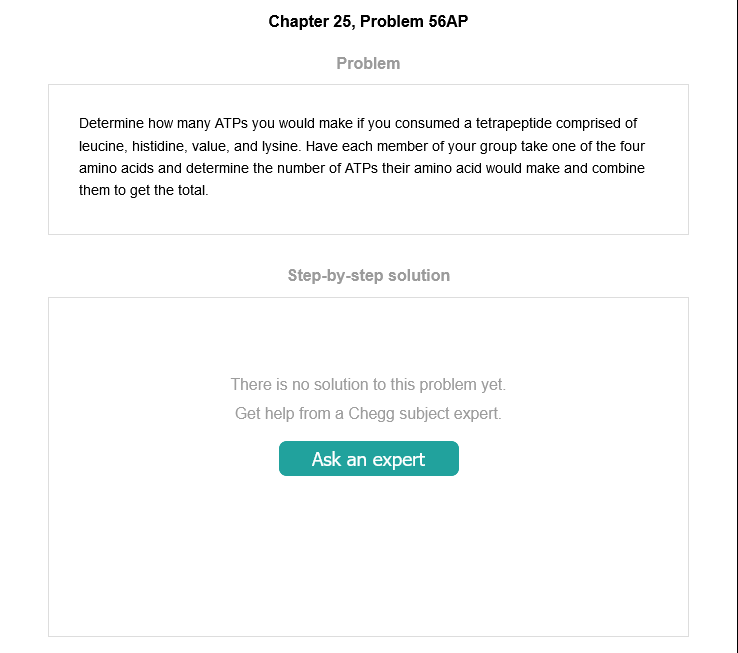 Chapter 25, Problem 56AP
Problem
Determine how many ATPs you would make if you consumed a tetrapeptide comprised of
leucine, histidine, value, and lysine. Have each member of your group take one of the four
amino acids and determine the number of ATPs their amino acid would make and combine
them to get the total.
Step-by-step solution
There is no solution to this problem yet.
Get help from a Chegg subject expert.
Ask an expert